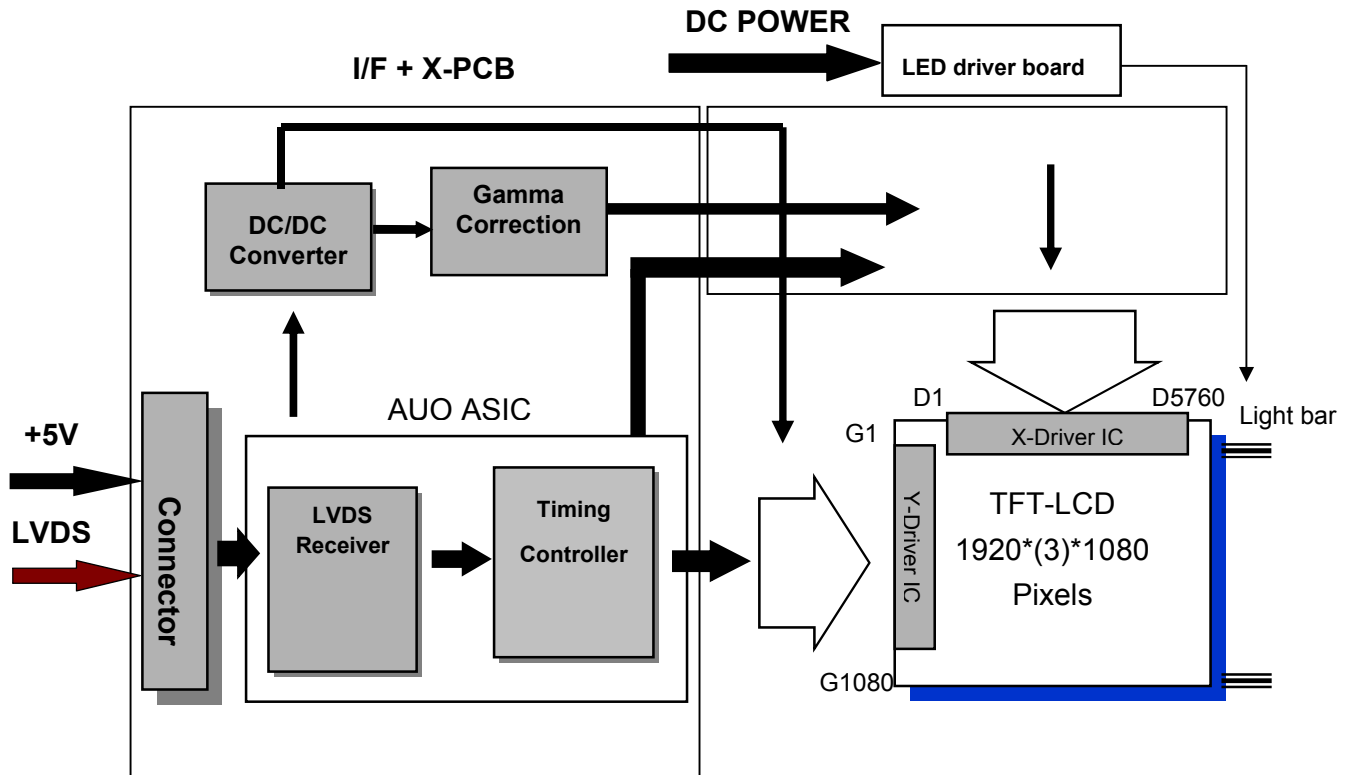 DC POWER
LED driver board
I/F + X-PCB
DC/DC
Converter
Gamma
Correction
AUO ASIC
+5V
LVDS
Connector
LVDS
Receiver
Timing
Controller
D1
D5760
G1
Light bar
X-Driver IC
Y-Driver IC
TFT-LCD
1920*(3)*1080
Pixels
G1080